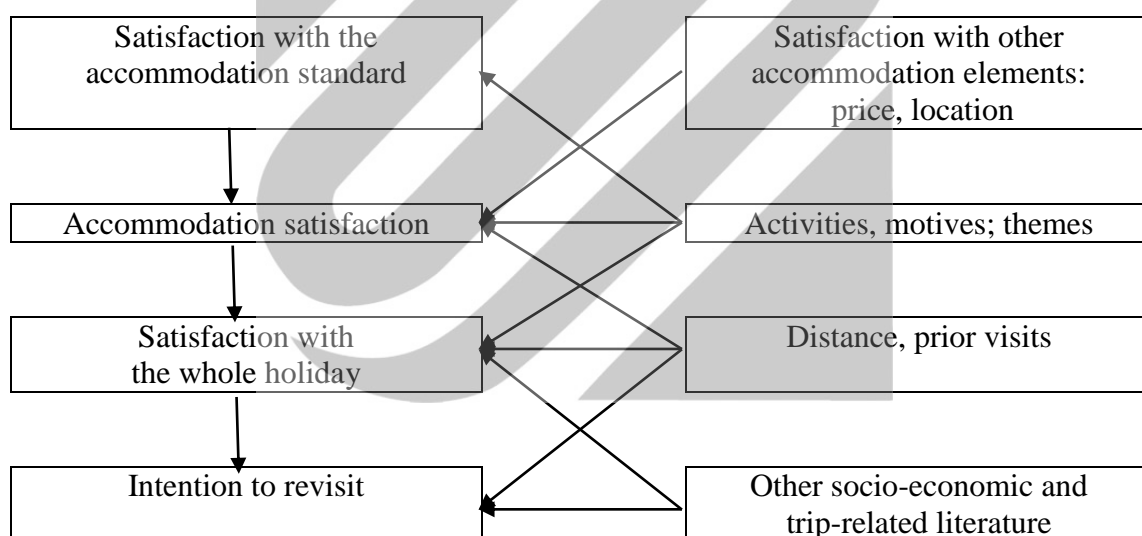 Satisfaction with the
accommodation standard
Satisfaction with other
accommodation elements:
price, location
Accommodation satisfaction
Activities, motives; themes
Satisfaction with
the whole holiday
Distance, prior visits
Intention to revisit
Other socio-economic and
trip-related literature